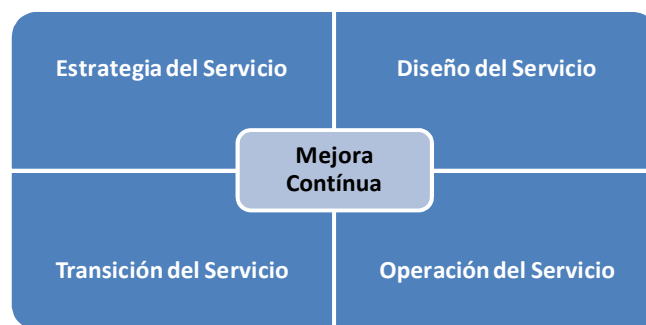 Estrategia del Servicio
Diseño del Servicio
Mejora
Contínua
Transición del Servicio
Operación del Servicio